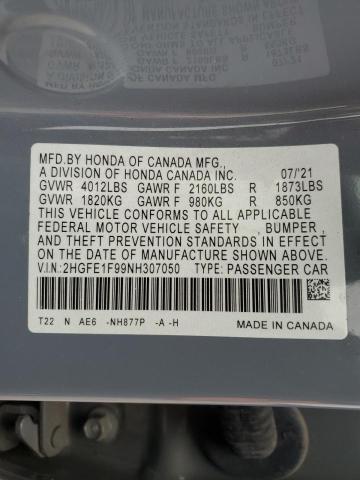 MFD.BY HONDA OF CANADA MFG.,
A DIVISION OF HONDA CANADA INC. 07/'21
GVWR 4012LBS GAWR F 2160LBS R 1873LBS
GVWR 1820KG GAWR F 980KG R 850KG
THIS VEHICLE CONFORMS TO ALL APPLICABLE
FEDERAL MOTOR VEHICLE SAFETY , BUMPER ,
AND THEFT PREVENTION STANDARDS IN EFFECT
ON THE DATE OF MANUFACTURE SHOWN ABOVE.
V.I.N: 2HGFE1F99NH307050 TYPE: PASSENGER CAR
T22 N AE6 -NH877P -A -H
MADE IN CANADA